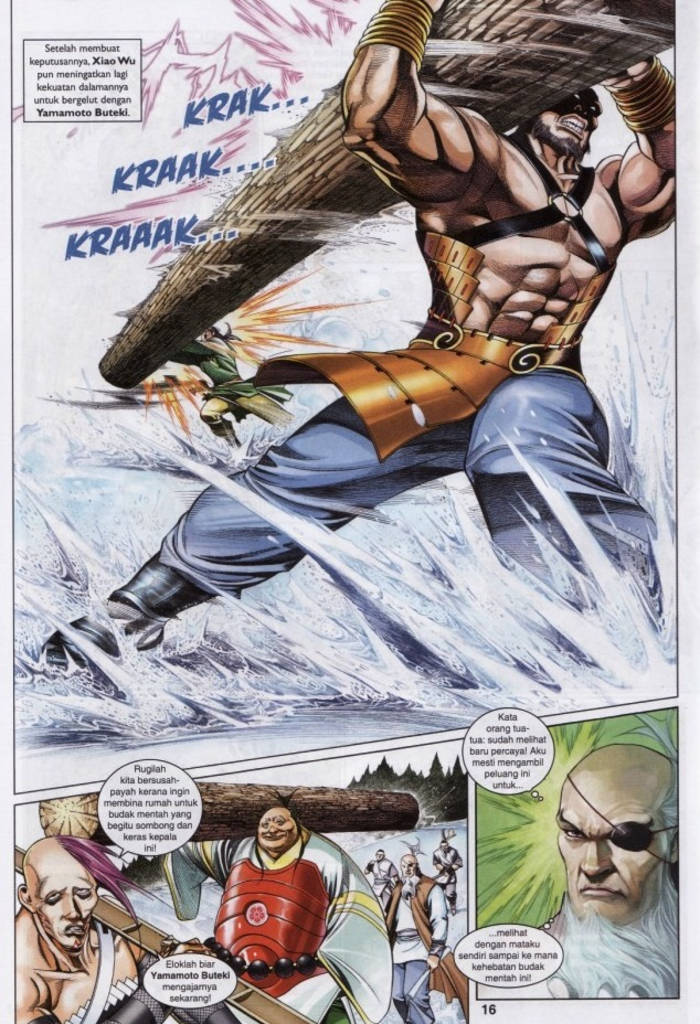 Setelah membuat
keputusannya, Xiao Wu
pun meningatkan lagi
kekuatan dalamannya
untuk bergelut dengan
Yamamoto Buteki.
KRAK...
KRAAK....
KRAAAK...
Kata
orang tua-
tua: sudah melihat
baru percaya! Aku
mesti mengambil
peluang ini
untuk...
Rugilah
kita bersusah-
payah kerana ingin
membina rumah untuk
budak mentah yang
begitu sombong dan
keras kepala
ini!
Eloklah biar
Yamamoto Buteki
mengajarnya
sekarang!
...melihat
dengan mataku
sendiri sampai ke mana
kehebatan budak
mentah ini!
16